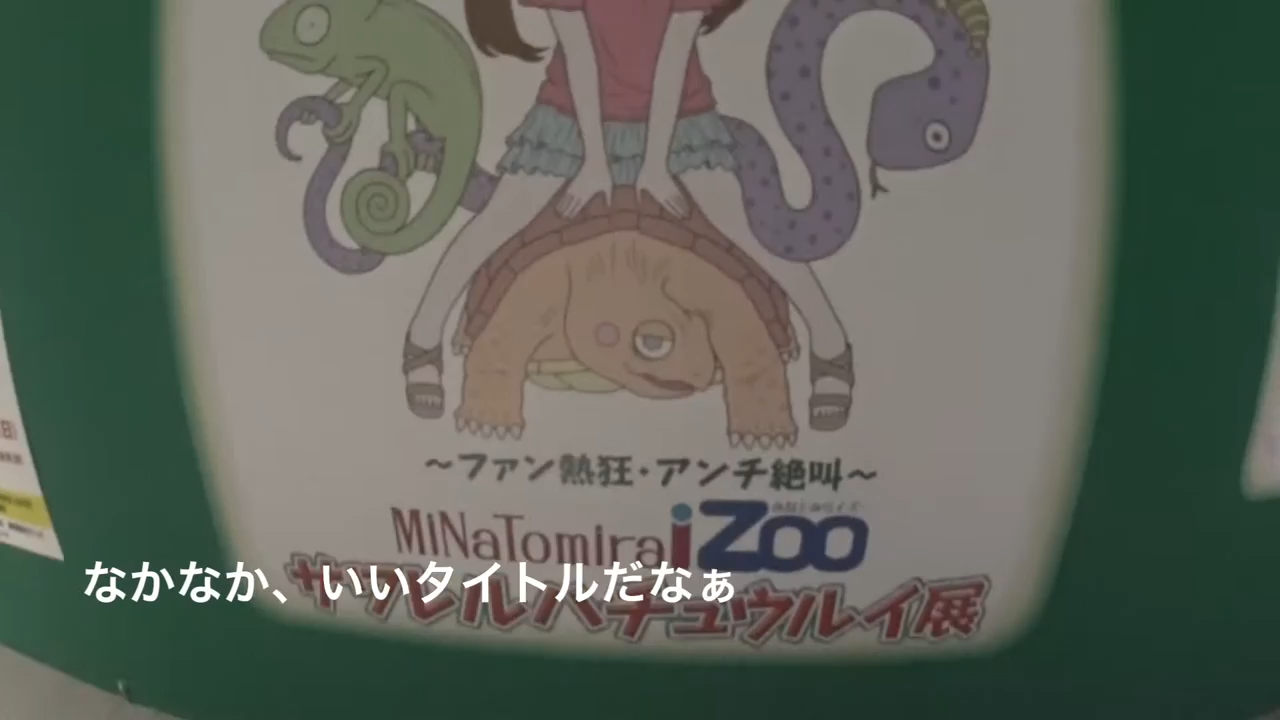 ～ファン熱狂・アンチ絶叫～
MiNaTomirai Zoo
サワレルハチュウルイ展
なかなか、いいタイトルだなぁ